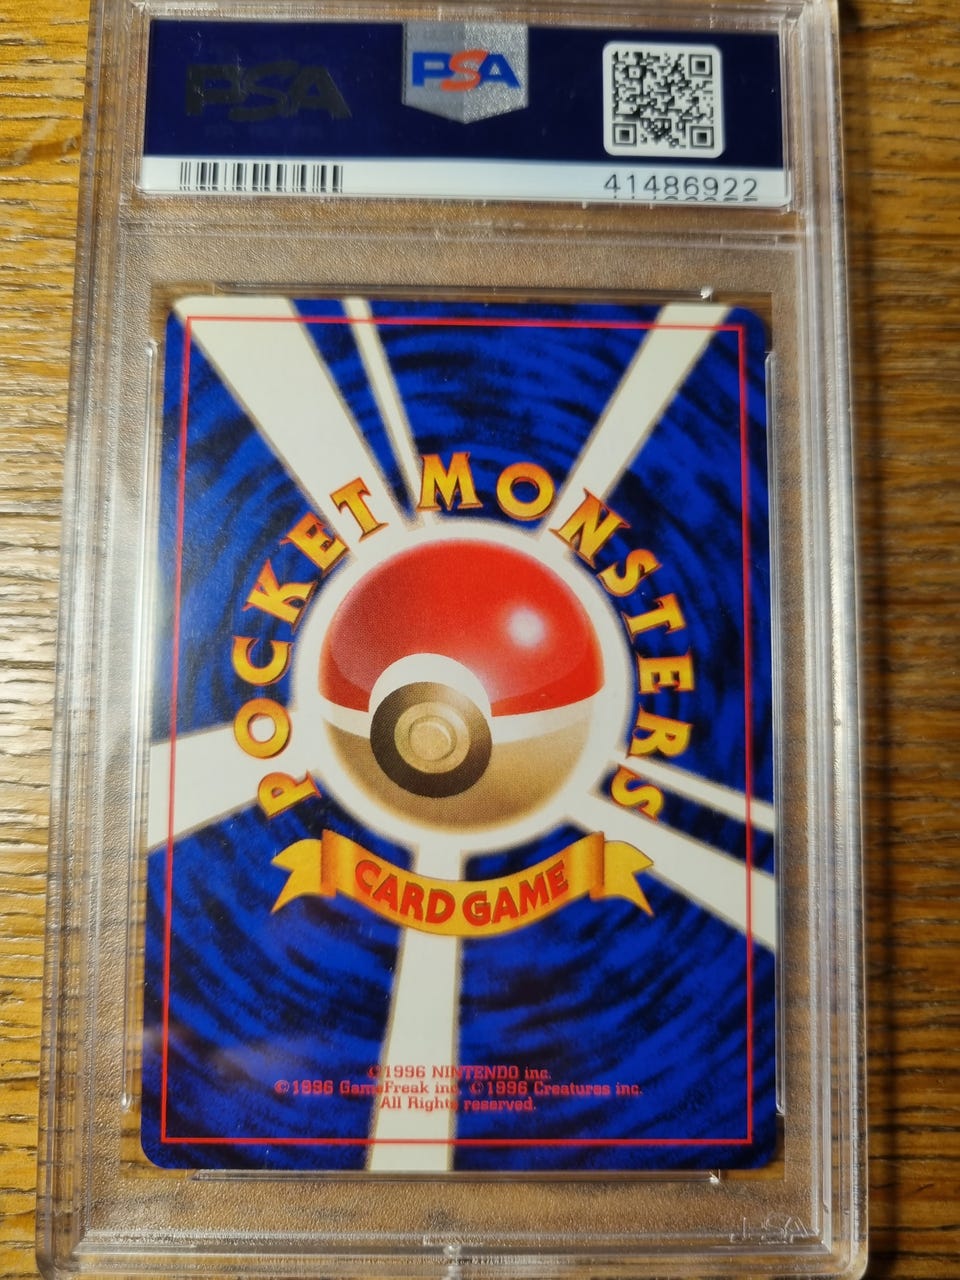 PSA
PSA
41486922
POCKET MONSTERS
CARD GAME
©1996 NINTENDO inc.
©1996 GameFreak inc. ©1996 Creatures inc.
All Rights reserved.
PSA